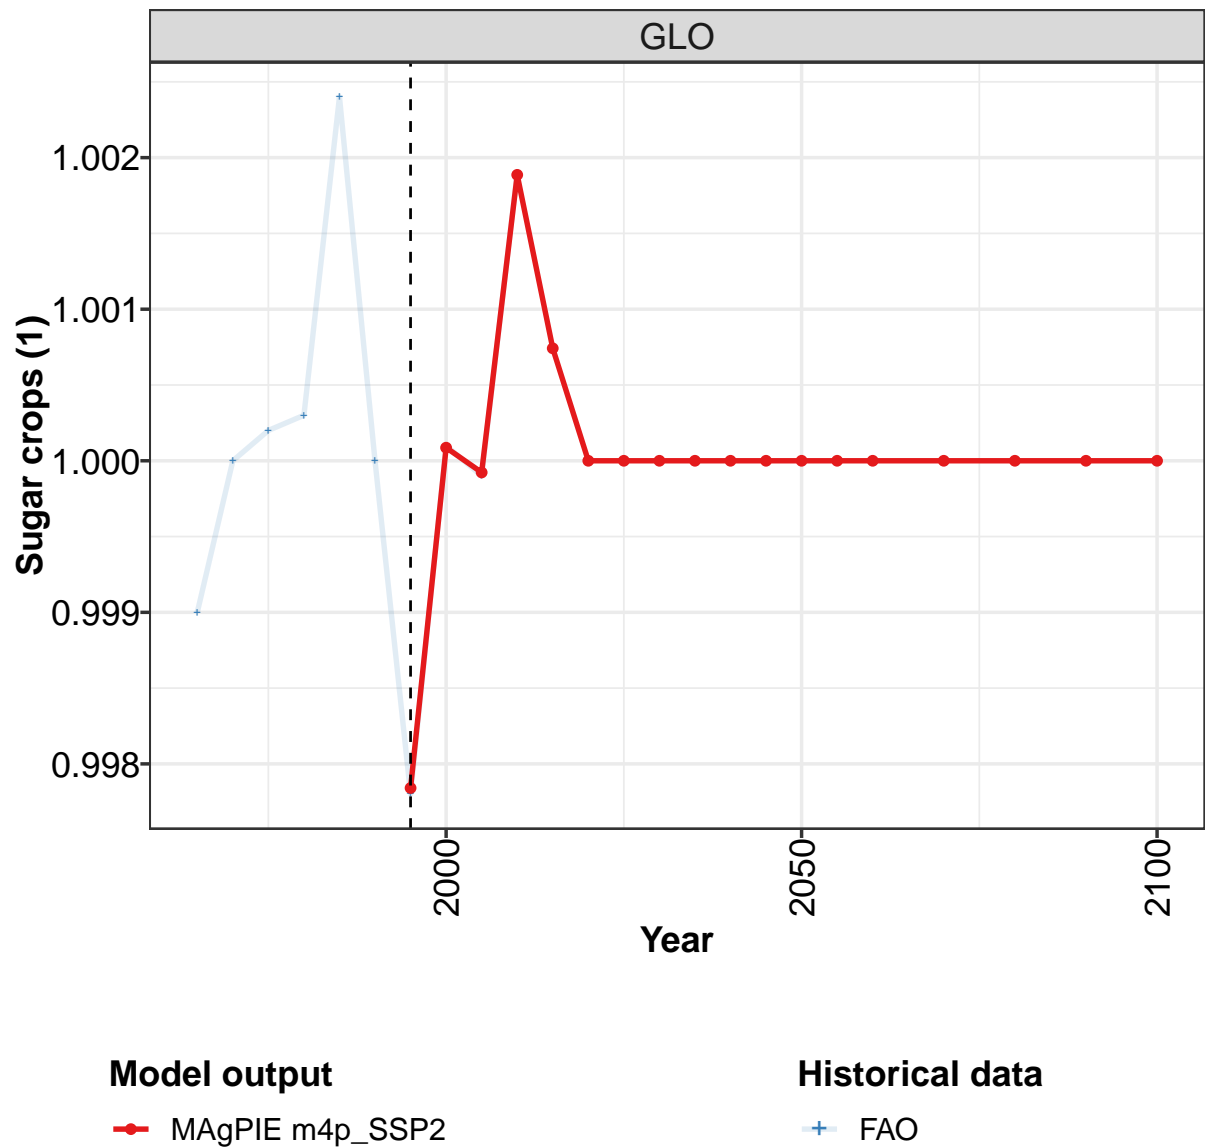 GLO
Sugar crops (1)
1.002
1.001
1.000
0.999
0.998
2000
2050
2100
Year
Model output
MAgPIE m4p_SSP2
Historical data
FAO